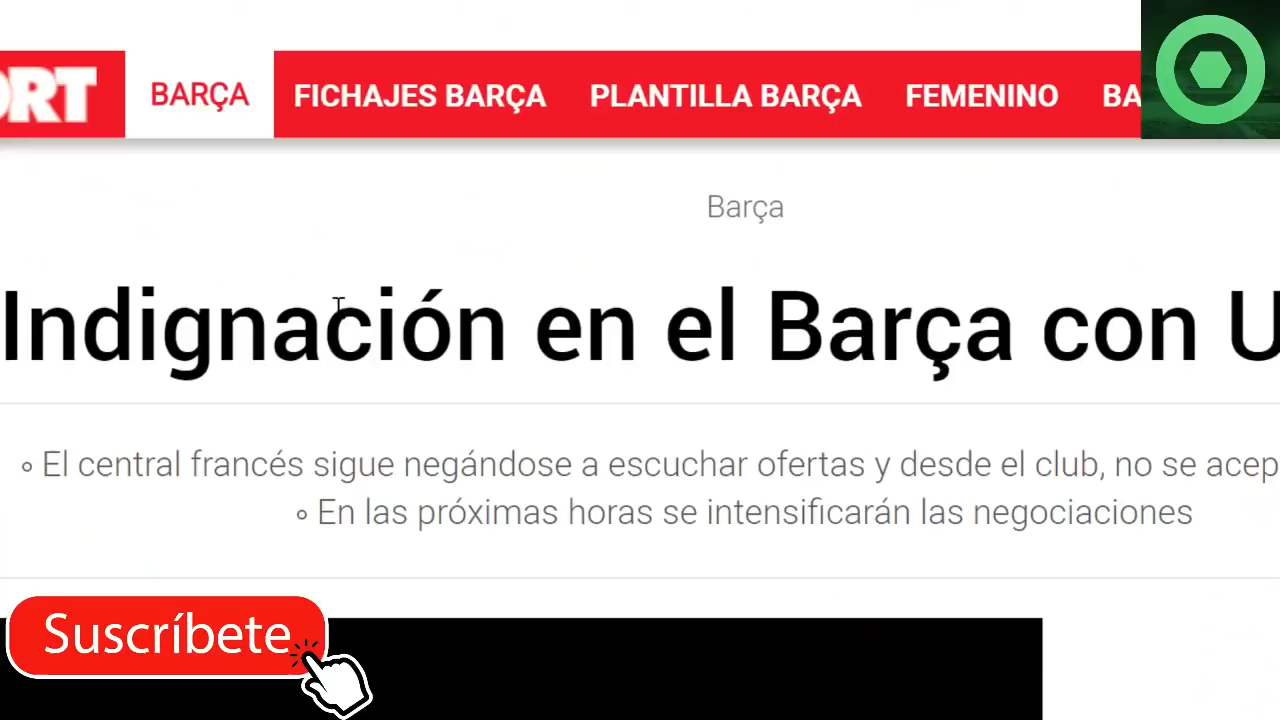 ORT BARÇA FICHAJES BARÇA PLANTILLA BARÇA FEMENINO BA
Barça
Indignación en el Barça con U
◦ El central francés sigue negándose a escuchar ofertas y desde el club, no se acep
◦ En las próximas horas se intensificarán las negociaciones
Suscríbete